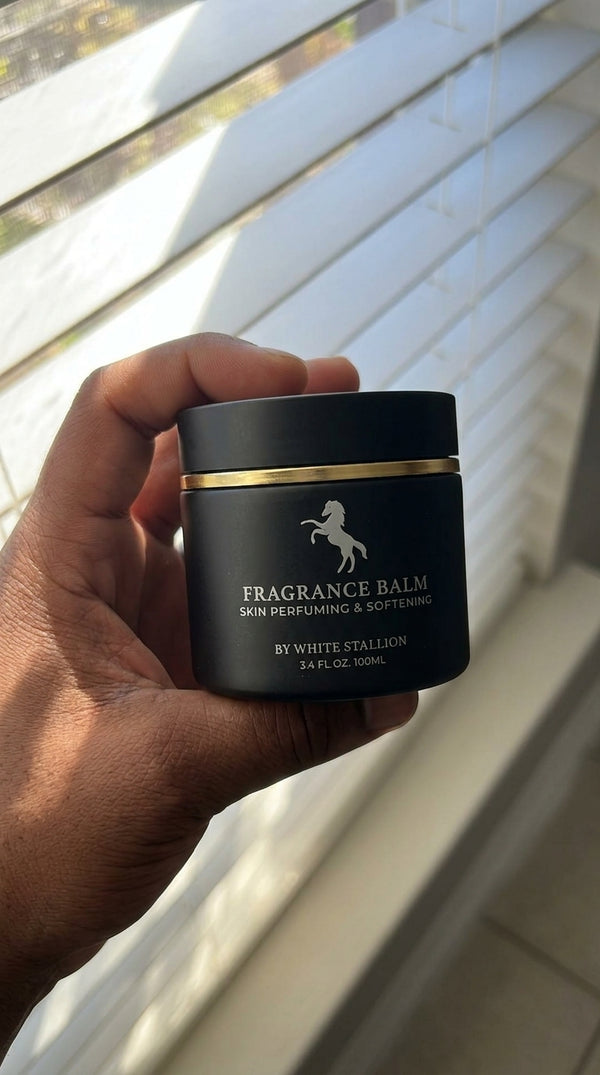 FRAGRANCE BALM
SKIN PERFUMING & SOFTENING
BY WHITE STALLION
3.4 FL OZ. 100ML